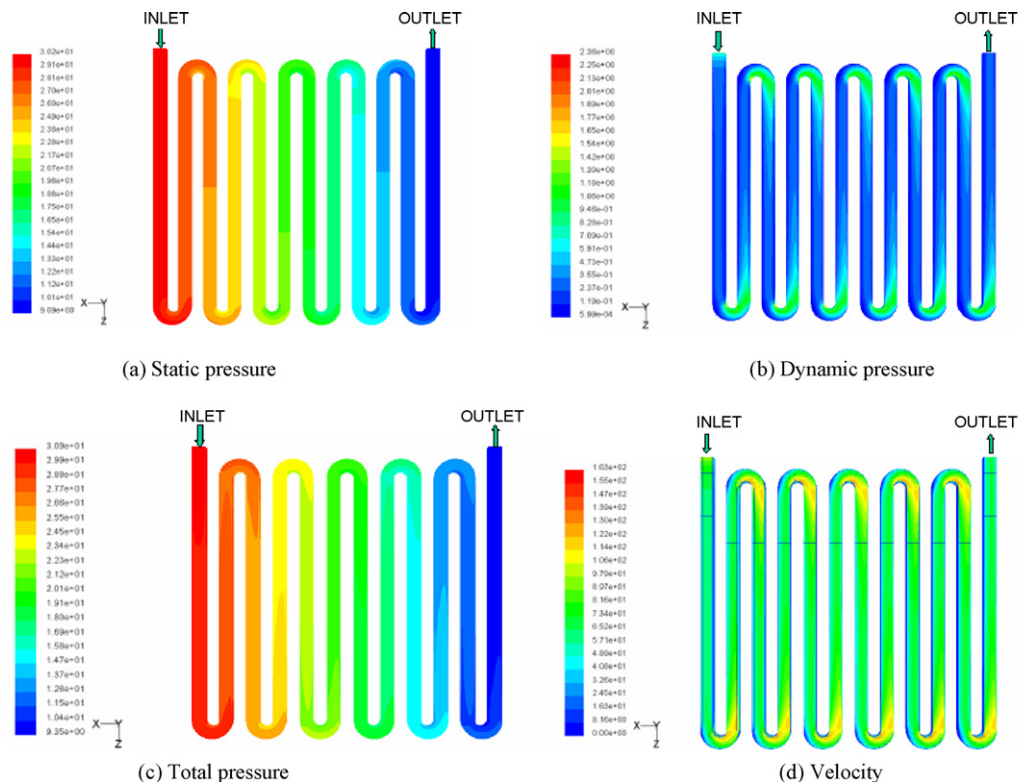 INLET
OUTLET
3.02e+01
2.91e+01
2.81e+01
2.70e+01
2.60e+01
2.49e+01
2.38e+01
2.28e+01
2.17e+01
2.07e+01
1.96e+01
1.86e+01
1.75e+01
1.65e+01
1.54e+01
1.44e+01
1.33e+01
1.22e+01
1.12e+01
1.01e+01
9.09e+00
X Y
Z
(a) Static pressure
INLET
OUTLET
2.36e+00
2.25e+00
2.13e+00
2.01e+00
1.89e+00
1.77e+00
1.65e+00
1.54e+00
1.42e+00
1.30e+00
1.18e+00
1.06e+00
9.46e-01
8.28e-01
7.09e-01
5.91e-01
4.73e-01
3.55e-01
2.37e-01
1.19e-01
5.99e-04
X Y
Z
(b) Dynamic pressure
INLET
OUTLET
3.09e+01
2.99e+01
2.88e+01
2.77e+01
2.66e+01
2.55e+01
2.45e+01
2.34e+01
2.23e+01
2.12e+01
2.01e+01
1.91e+01
1.80e+01
1.69e+01
1.58e+01
1.47e+01
1.37e+01
1.26e+01
1.15e+01
1.04e+01
9.35e+00
X Y
Z
(c) Total pressure
INLET
OUTLET
1.63e+02
1.55e+02
1.47e+02
1.39e+02
1.30e+02
1.22e+02
1.14e+02
1.06e+02
9.79e+01
8.97e+01
8.16e+01
7.34e+01
6.52e+01
5.71e+01
4.89e+01
4.08e+01
3.26e+01
2.45e+01
1.63e+01
8.16e+00
0.00e+00
X Y
Z
(d) Velocity